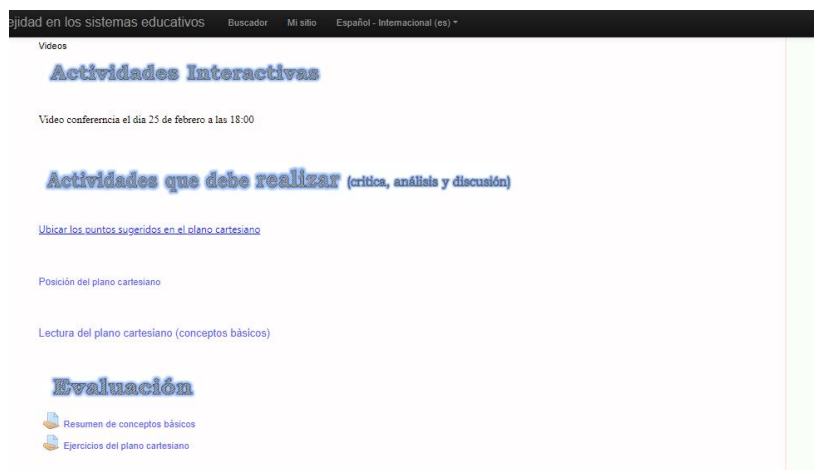 ejidad en los sistemas educativos Buscador Mi sitio Español - Internacional (es)
Videos
Actividades Interactivas
Video conferemcia el dia 25 de febrero a las 18:00
Actividades que debe realizar (critica, análisis y discusión)
Ubicar los puntos sugeridos en el plano cartesiano
Posición del plano cartesiano
Lectura del plano cartesiano (conceptos bàsicos)
Evaluación
Resumen de conceptos básicos
Ejercicios del plano cartesiano